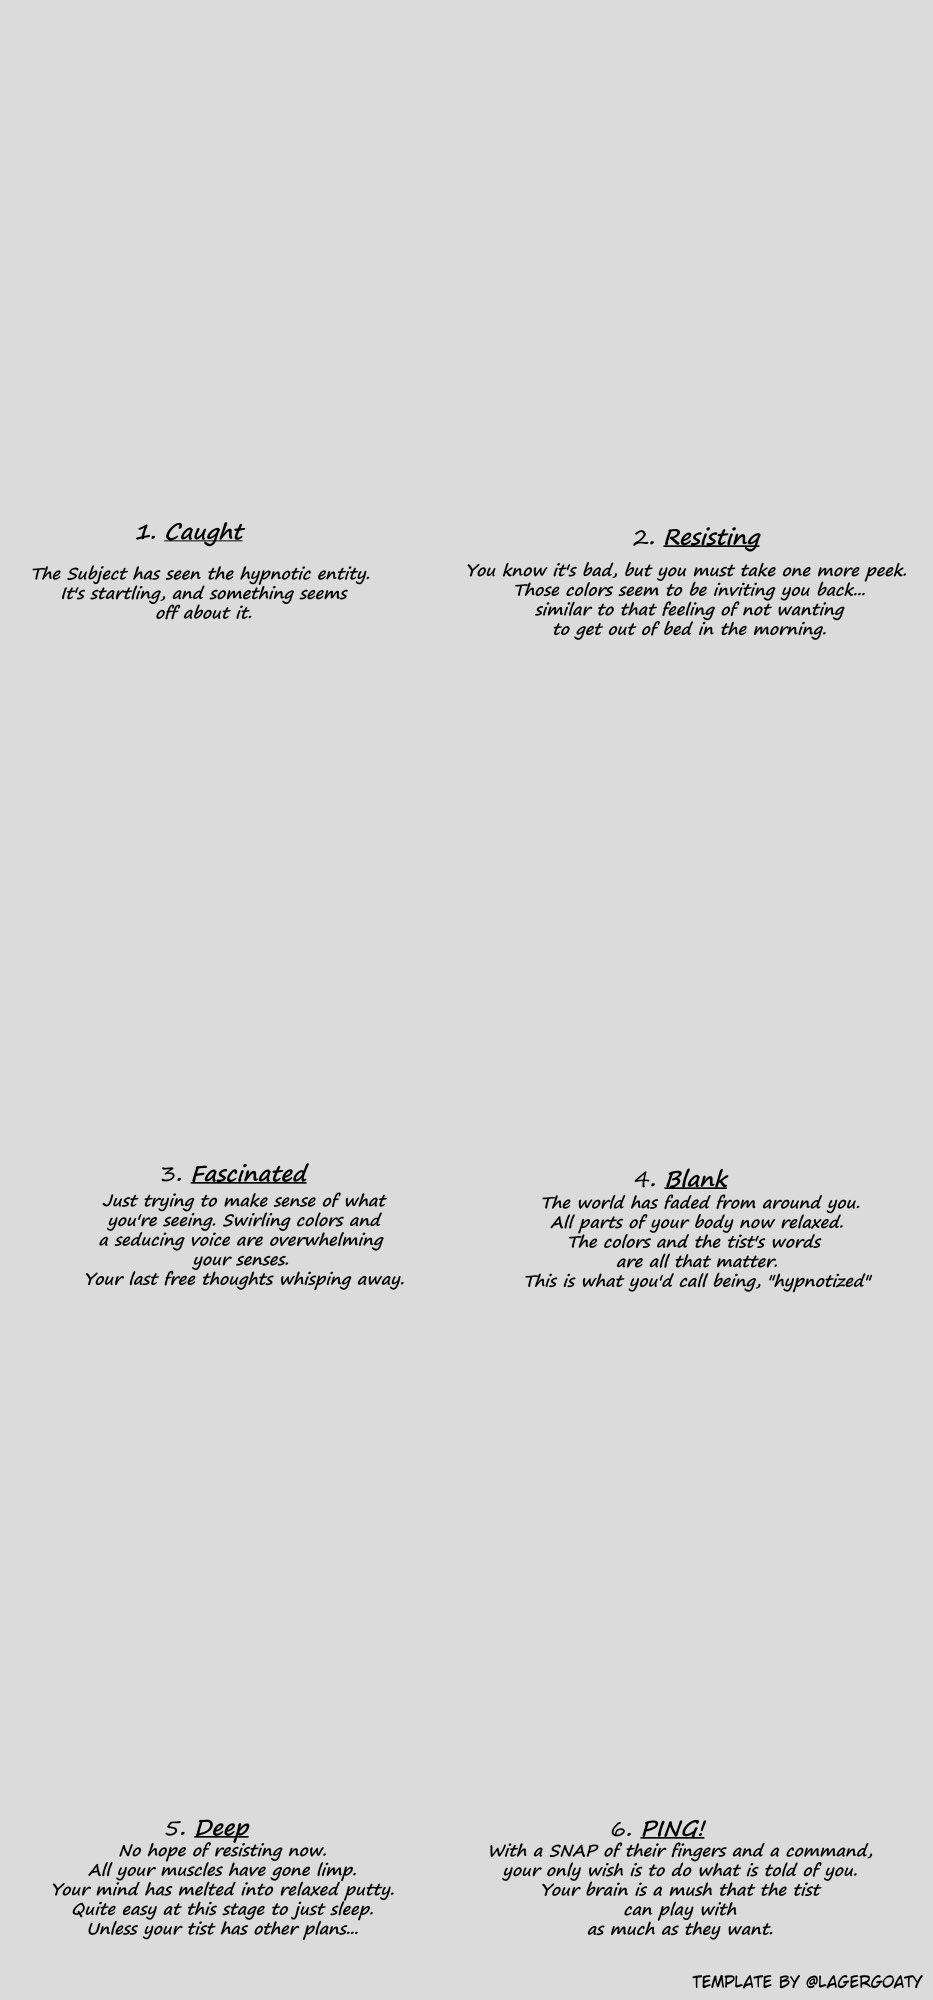 1. Caught
The Subject has seen the hypnotic entity.
It's startling, and something seems
off about it.
2. Resisting
You know it's bad, but you must take one more peek.
Those colors seem to be inviting you back...
similar to that feeling of not wanting
to get out of bed in the morning.
3. Fascinated
Just trying to make sense of what
you're seeing. Swirling colors and
a seducing voice are overwhelming
your senses.
Your last free thoughts whisping away.
4. Blank
The world has faded from around you.
All parts of your body now relaxed.
The colors and the tist's words
are all that matter.
This is what you'd call being, "hypnotized"
5. Deep
No hope of resisting now.
All your muscles have gone limp.
Your mind has melted into relaxed putty.
Quite easy at this stage to just sleep.
Unless your tist has other plans...
6. PING!
With a SNAP of their fingers and a command,
your only wish is to do what is told of you.
Your brain is a mush that the tist
can play with
as much as they want.
TEMPLATE BY @LAGERGOATY